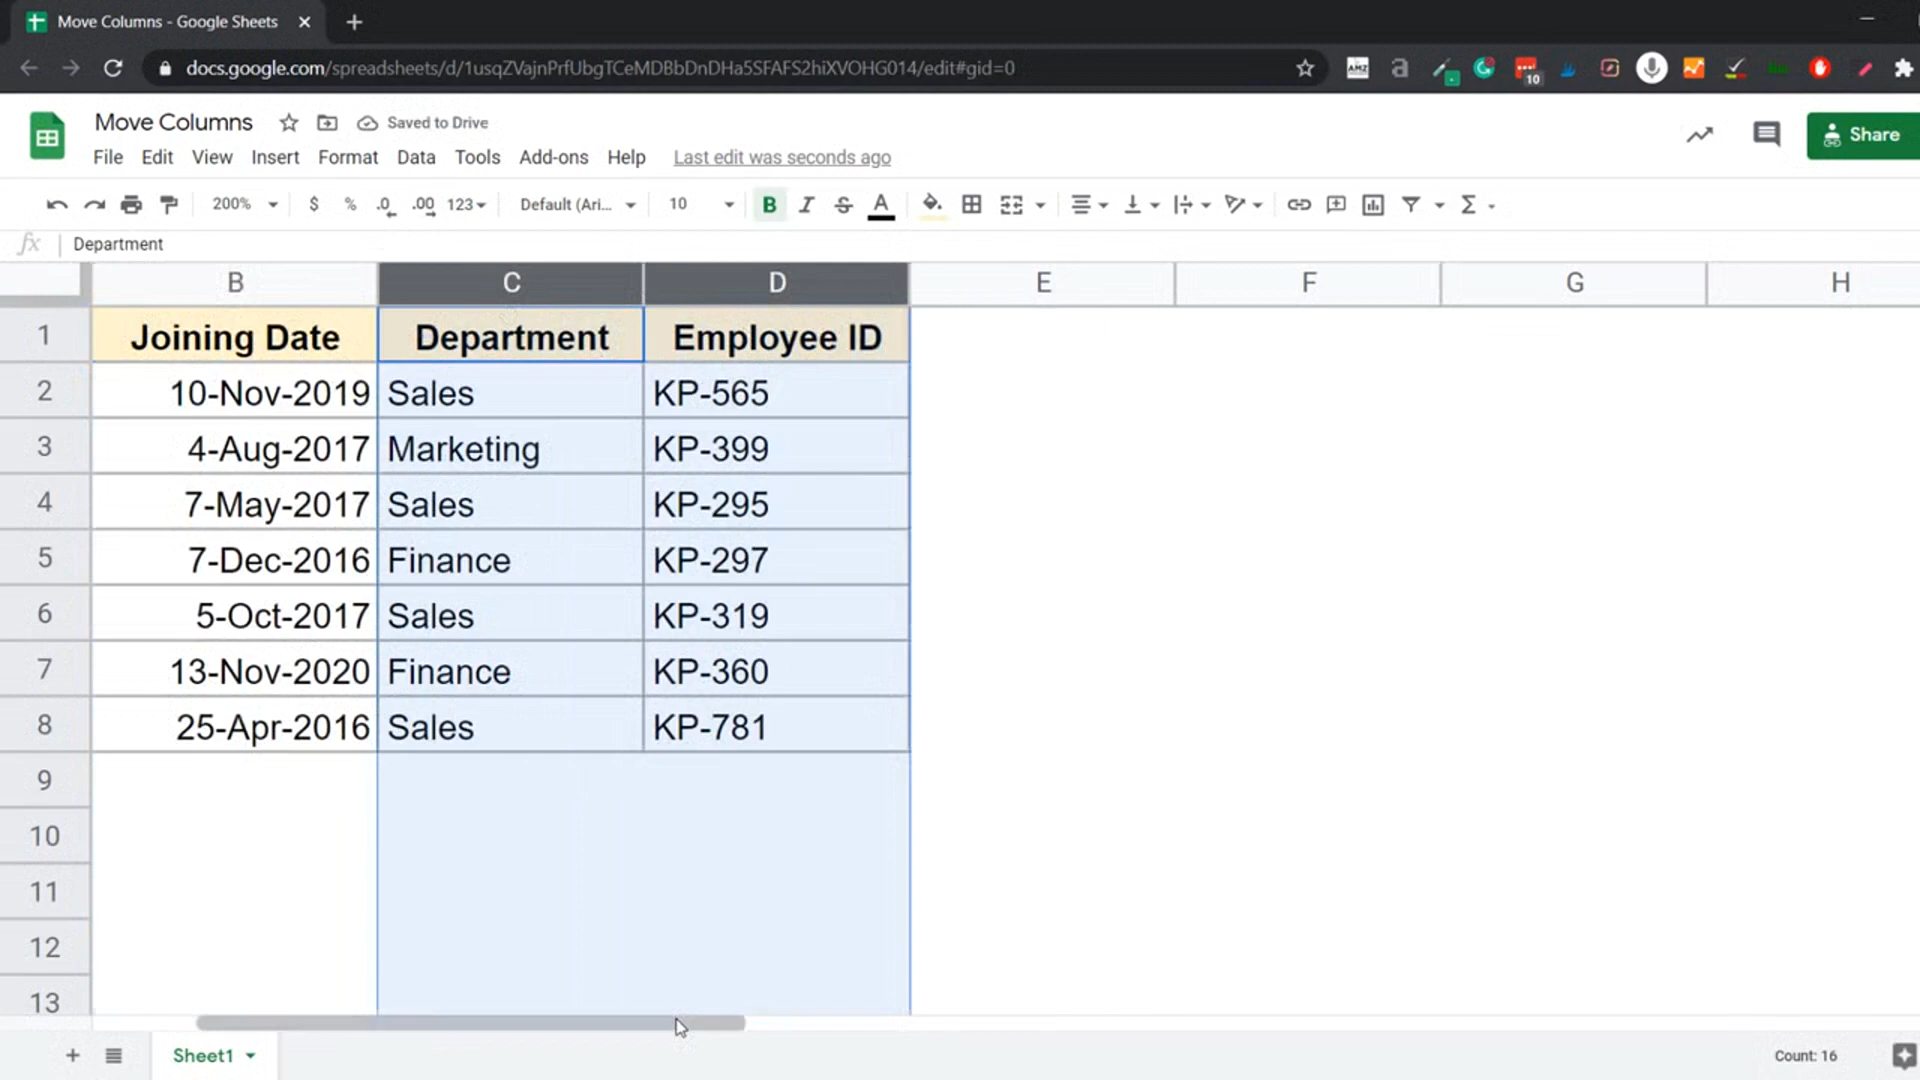 Move Columns - Google Sheets
docs.google.com/spreadsheets/d/1usqZVajnPrfUbgTCeMDBbDnDHa5SFAFS2hiXVOHG014/edit#gid=0
AMZ
a
10
Move Columns
Saved to Drive
File Edit View Insert Format Data Tools Add-ons Help Last edit was seconds ago
Share
200% $ % .0 .00 123 Default (Ari... 10 B I S A Σ
fx Department
B C D E F G H
1 Joining Date Department Employee ID
2 10-Nov-2019 Sales KP-565
3 4-Aug-2017 Marketing KP-399
4 7-May-2017 Sales KP-295
5 7-Dec-2016 Finance KP-297
6 5-Oct-2017 Sales KP-319
7 13-Nov-2020 Finance KP-360
8 25-Apr-2016 Sales KP-781
9
10
11
12
13
Sheet1
Count: 16